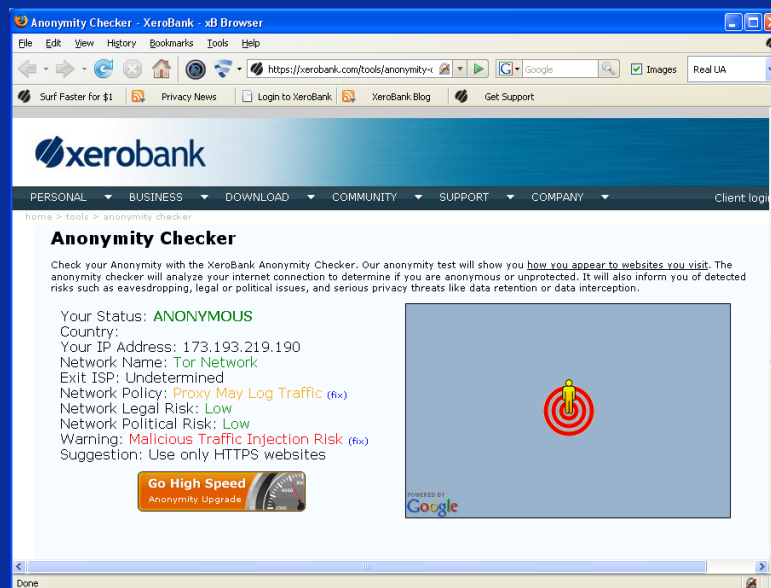 Anonymity Checker - XeroBank - xB Browser
File Edit View History Bookmarks Tools Help
https://xerobank.com/tools/anonymity-c Google Images Real UA
Surf Faster for $1 Privacy News Login to XeroBank XeroBank Blog Get Support
xerobank
PERSONAL BUSINESS DOWNLOAD COMMUNITY SUPPORT COMPANY Client login
home > tools > anonymity checker
Anonymity Checker
Check your Anonymity with the XeroBank Anonymity Checker. Our anonymity test will show you how you appear to websites you visit. The
anonymity checker will analyze your internet connection to determine if you are anonymous or unprotected. It will also inform you of detected
risks such as eavesdropping, legal or political issues, and serious privacy threats like data retention or data interception.
Your Status: ANONYMOUS
Country:
Your IP Address: 173.193.219.190
Network Name: Tor Network
Exit ISP: Undetermined
Network Policy: Proxy May Log Traffic (fix)
Network Legal Risk: Low
Network Political Risk: Low
Warning: Malicious Traffic Injection Risk (fix)
Suggestion: Use only HTTPS websites
Go High Speed
Anonymity Upgrade
POWERED BY
Google
Done